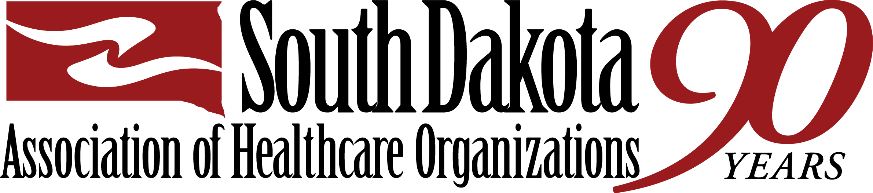 South Dakota
Association of Healthcare Organizations
90
YEARS